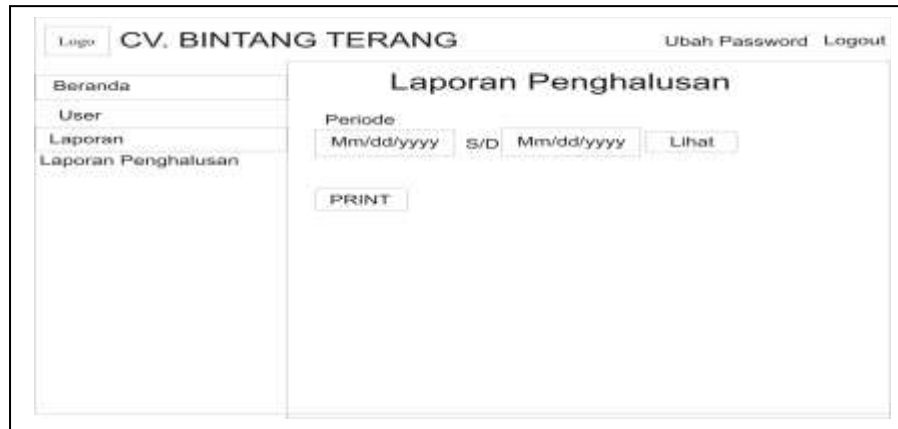 Logo CV. BINTANG TERANG Ubah Password Logout
Beranda
User
Laporan
Laporan Penghalusan
Laporan Penghalusan
Periode
Mm/dd/yyyy S/D Mm/dd/yyyy Lihat
PRINT